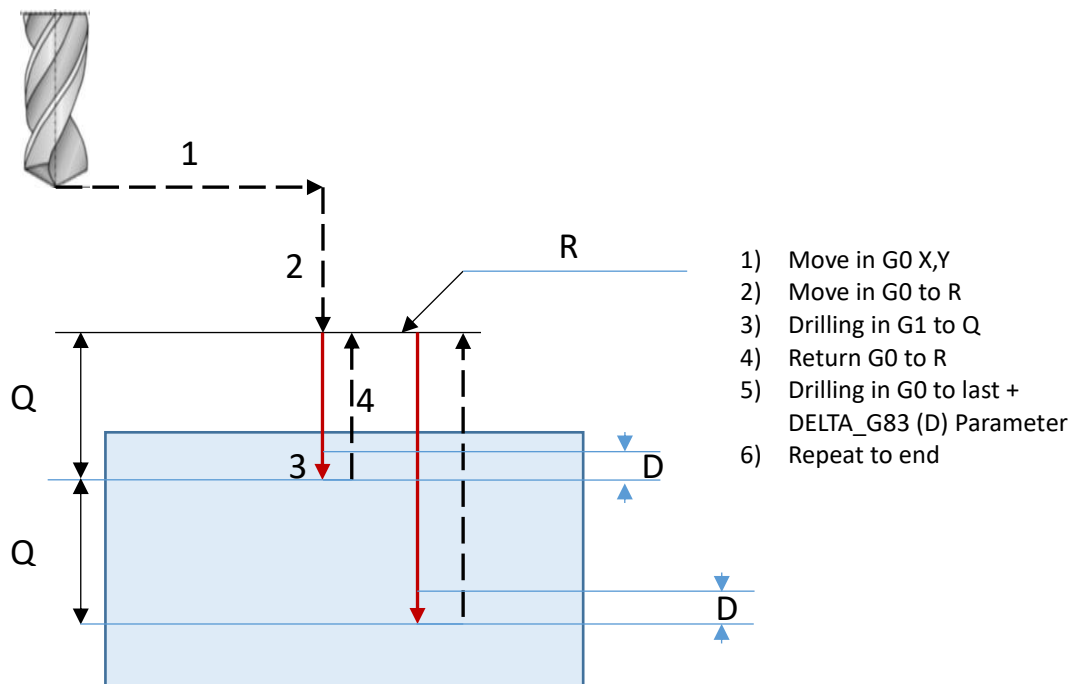 1
2
R
1) Move in G0 X,Y
2) Move in G0 to R
3) Drilling in G1 to Q
4) Return G0 to R
5) Drilling in G0 to last +
DELTA_G83 (D) Parameter
6) Repeat to end
Q
4
3
D
Q
D